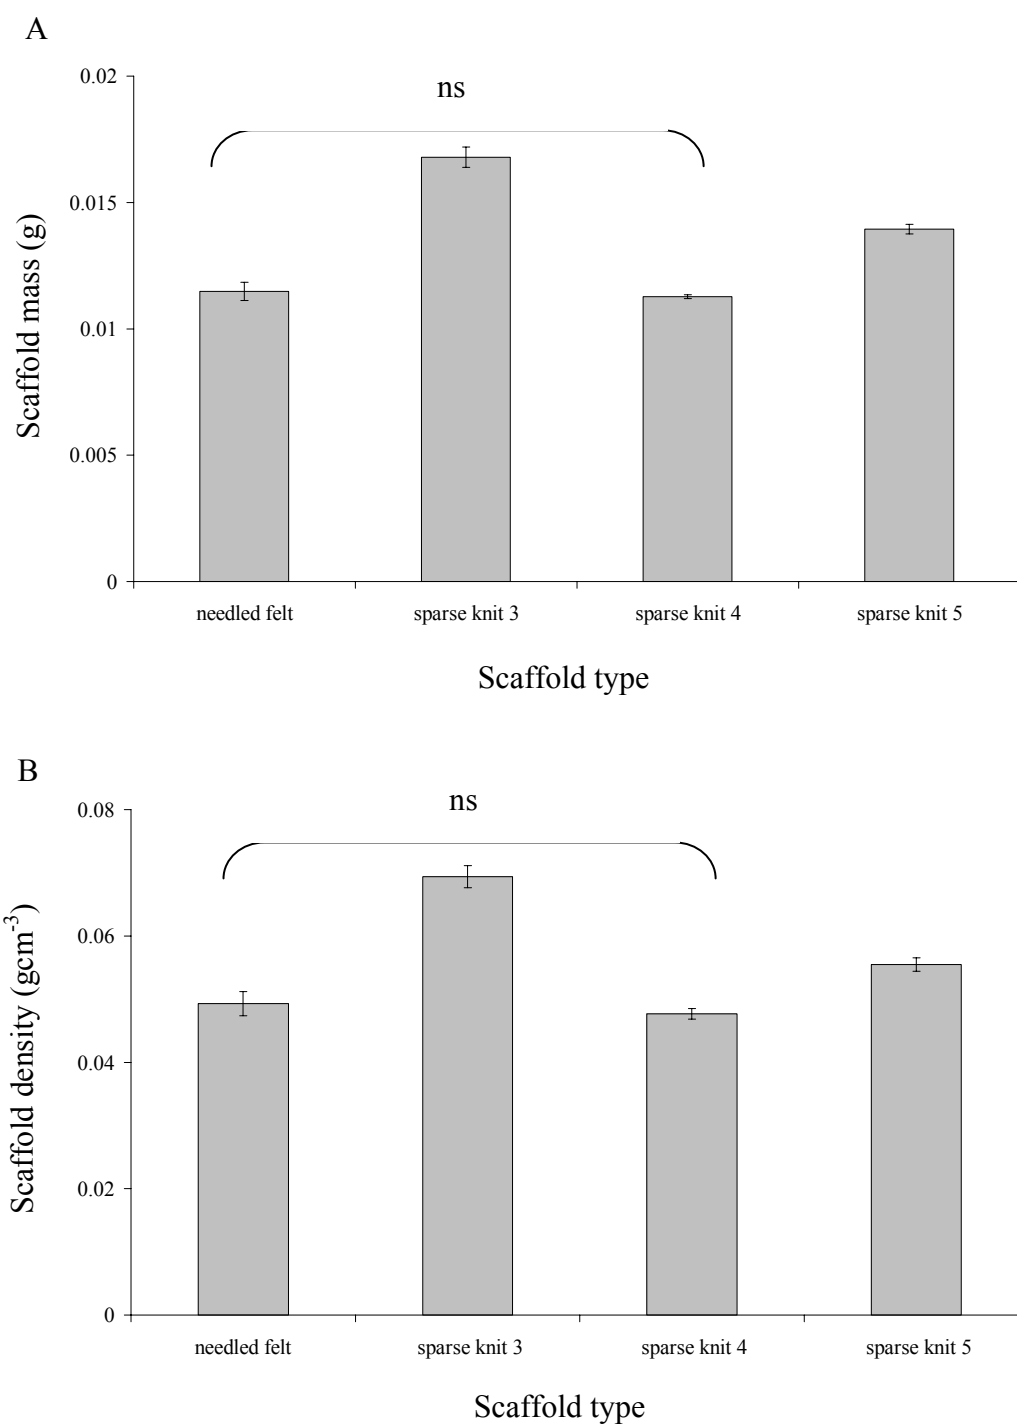 A
ns
0.02
0.015
0.01
0.005
0
Scaffold mass (g)
needled felt sparse knit 3 sparse knit 4 sparse knit 5
Scaffold type
B
ns
0.08
0.06
0.04
0.02
0
Scaffold density (gcm⁻³)
needled felt sparse knit 3 sparse knit 4 sparse knit 5
Scaffold type